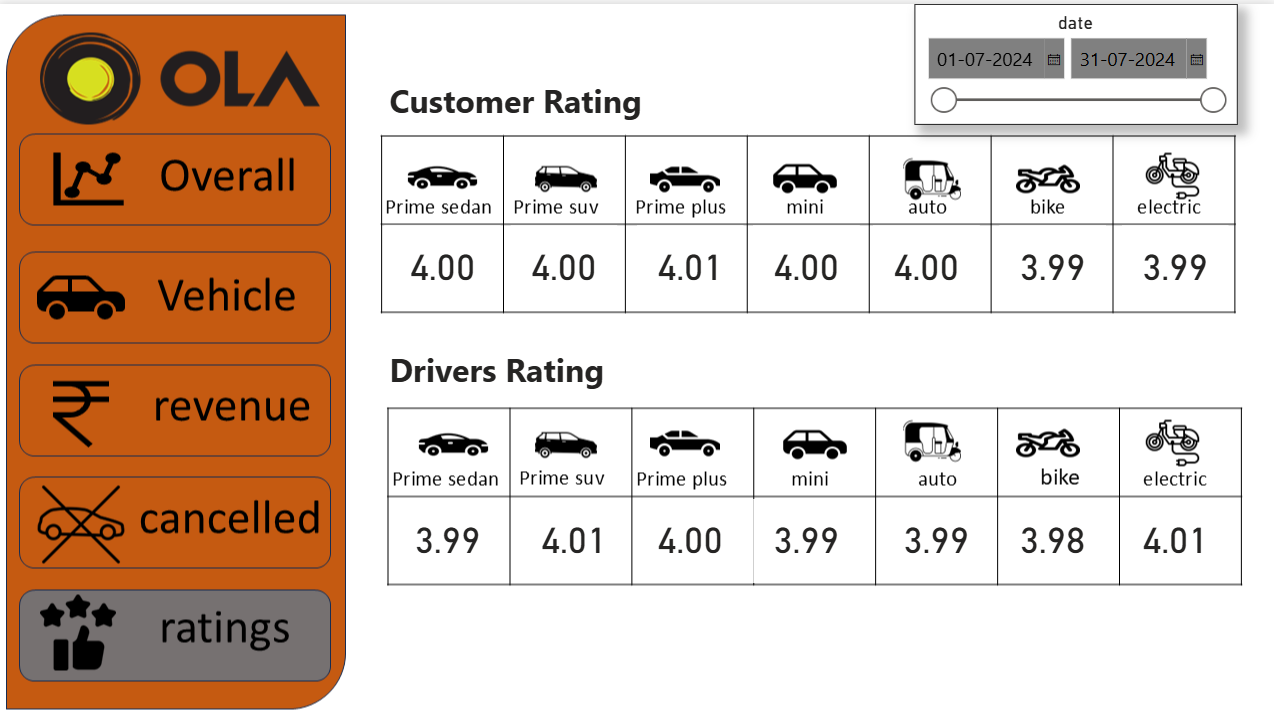 OLA
Overall
Vehicle
revenue
cancelled
ratings
date
01-07-2024 31-07-2024
Customer Rating
Prime sedan Prime suv Prime plus mini auto bike electric
4.00 4.00 4.01 4.00 4.00 3.99 3.99
Drivers Rating
Prime sedan Prime suv Prime plus mini auto bike electric
3.99 4.01 4.00 3.99 3.99 3.98 4.01